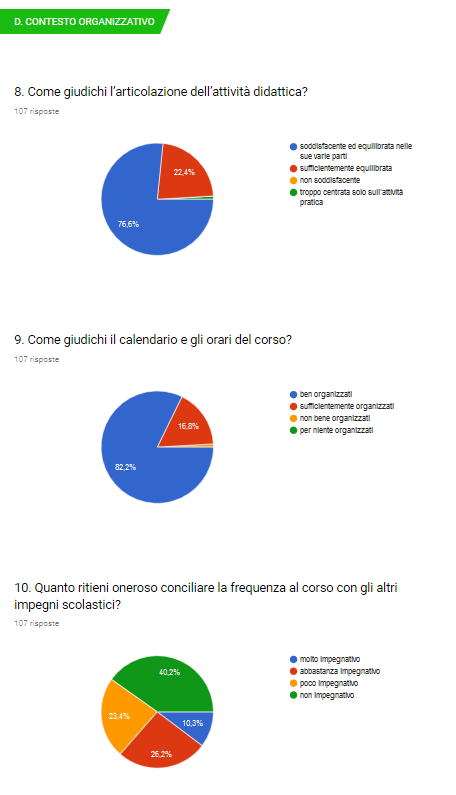 D. CONTESTO ORGANIZZATIVO
8. Come giudichi l'articolazione dell'attività didattica?
107 risposte
soddisfacente ed equilibrata nelle
sue varie parti
sufficientemente equilibrata
non soddisfacente
troppo centrata solo sull'attività
pratica
22,4%
76,6%
9. Come giudichi il calendario e gli orari del corso?
107 risposte
ben organizzati
sufficientemente organizzati
non bene organizzati
per niente organizzati
16,8%
82,2%
10. Quanto ritieni oneroso conciliare la frequenza al corso con gli altri
impegni scolastici?
107 risposte
molto impegnativo
abbastanza impegnativo
poco impegnativo
non impegnativo
40,2%
23,4%
10,3%
26,2%